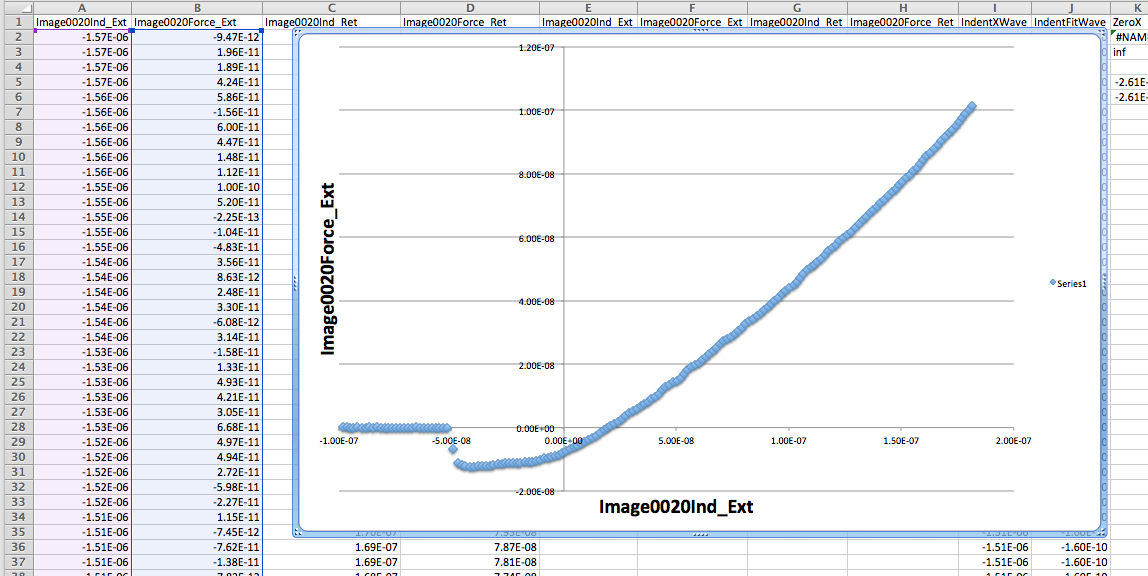 A B C D E F G H I J K
1 Image0020Ind_Ext Image0020Force_Ext Image0020Ind_Ret Image0020Force_Ret Image0020Ind_Ext Image0020Force_Ext Image0020Ind_Ret Image0020Force_Ret IndentXWave IndentFitWave ZeroX
2 -1.57E-06 -9.47E-12 #NAM
3 -1.57E-06 1.96E-11 inf
4 -1.57E-06 1.89E-11
5 -1.57E-06 4.24E-11 -2.61E-
6 -1.56E-06 5.86E-11 -2.61E-
7 -1.56E-06 -1.56E-11
8 -1.56E-06 6.00E-11
9 -1.56E-06 4.47E-11
10 -1.56E-06 1.48E-11
11 -1.56E-06 1.12E-11
12 -1.55E-06 1.00E-10
13 -1.55E-06 5.20E-11
14 -1.55E-06 -2.25E-13
15 -1.55E-06 -1.04E-11
16 -1.55E-06 -4.83E-11
17 -1.54E-06 3.56E-11
18 -1.54E-06 8.63E-12
19 -1.54E-06 2.48E-11
20 -1.54E-06 3.30E-11
21 -1.54E-06 -6.08E-12
22 -1.54E-06 3.14E-11
23 -1.53E-06 -1.58E-11
24 -1.53E-06 1.33E-11
25 -1.53E-06 4.93E-11
26 -1.53E-06 4.21E-11
27 -1.53E-06 3.05E-11
28 -1.53E-06 6.68E-11
29 -1.52E-06 4.97E-11
30 -1.52E-06 4.94E-11
31 -1.52E-06 2.72E-11
32 -1.52E-06 -5.98E-11
33 -1.52E-06 -2.27E-11
34 -1.51E-06 1.15E-11
35 -1.51E-06 -7.45E-12
36 -1.51E-06 -7.62E-11 1.69E-07 7.87E-08 -1.51E-06 -1.60E-10
37 -1.51E-06 -1.38E-11 1.69E-07 7.81E-08 -1.51E-06 -1.60E-10
1.20E-07
1.00E-07
8.00E-08
6.00E-08
4.00E-08
2.00E-08
0.00E+00
-2.00E-08
-1.00E-07 -5.00E-08 0.00E+00 5.00E-08 1.00E-07 1.50E-07 2.00E-07
Image0020Force_Ext
Image0020Ind_Ext
Series1